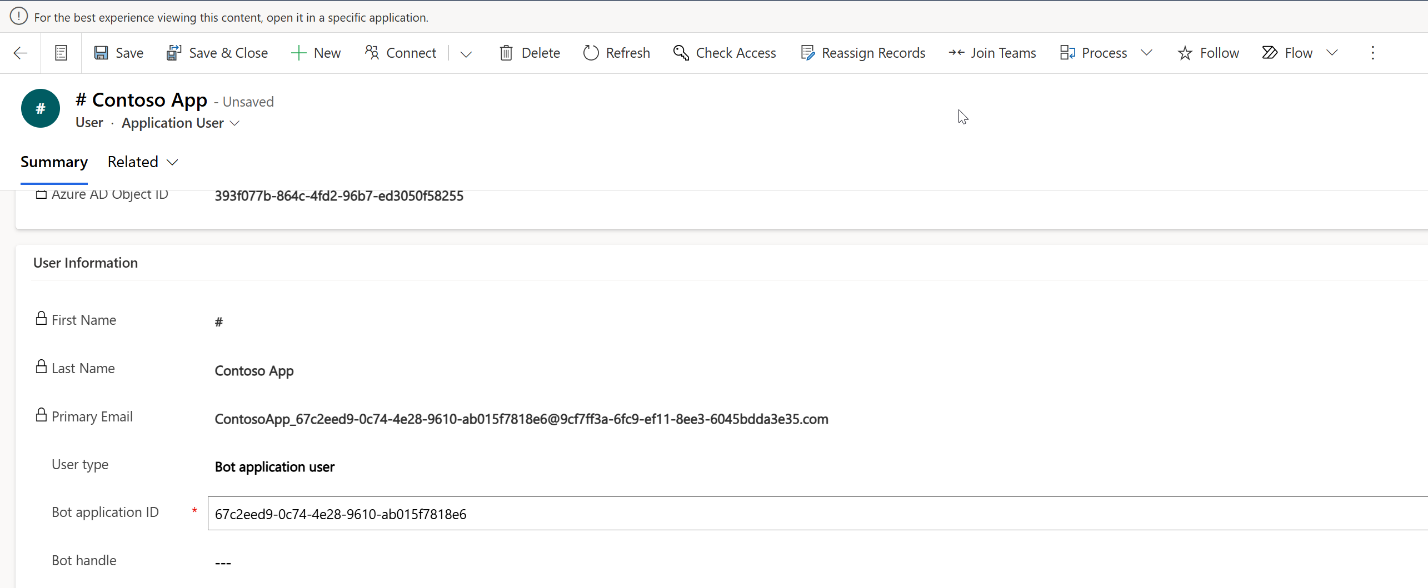 For the best experience viewing this content, open it in a specific application.
Save Save & Close New Connect Delete Refresh Check Access Reassign Records Join Teams Process Follow Flow
#
# Contoso App - Unsaved
User · Application User
Summary Related
Azure AD Object ID 393f077b-864c-4fd2-96b7-ed3050f58255
User Information
First Name #
Last Name Contoso App
Primary Email ContosoApp_67c2eed9-0c74-4e28-9610-ab015f7818e6@9cf7ff3a-6fc9-ef11-8ee3-6045bdda3e35.com
User type Bot application user
Bot application ID * 67c2eed9-0c74-4e28-9610-ab015f7818e6
Bot handle ---